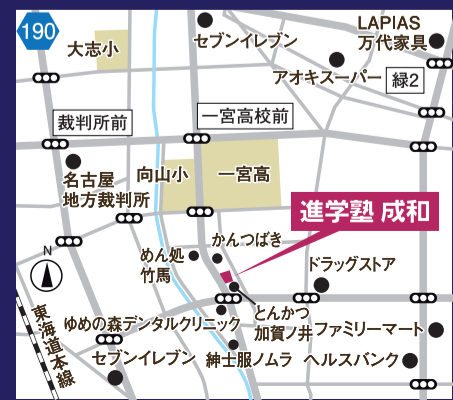 190
大志小
セブンイレブン
LAPIAS
万代家具
アオキスーパー
緑2
裁判所前
一宮高校前
名古屋
地方裁判所
向山小
一宮高
進学塾 成和
N
めん処
竹馬
かんつばき
ドラッグストア
東海道本線
ゆめの森デンタルクリニック
とんかつ
加賀ノ井
ファミリーマート
セブンイレブン
紳士服ノムラ
ヘルスバンク